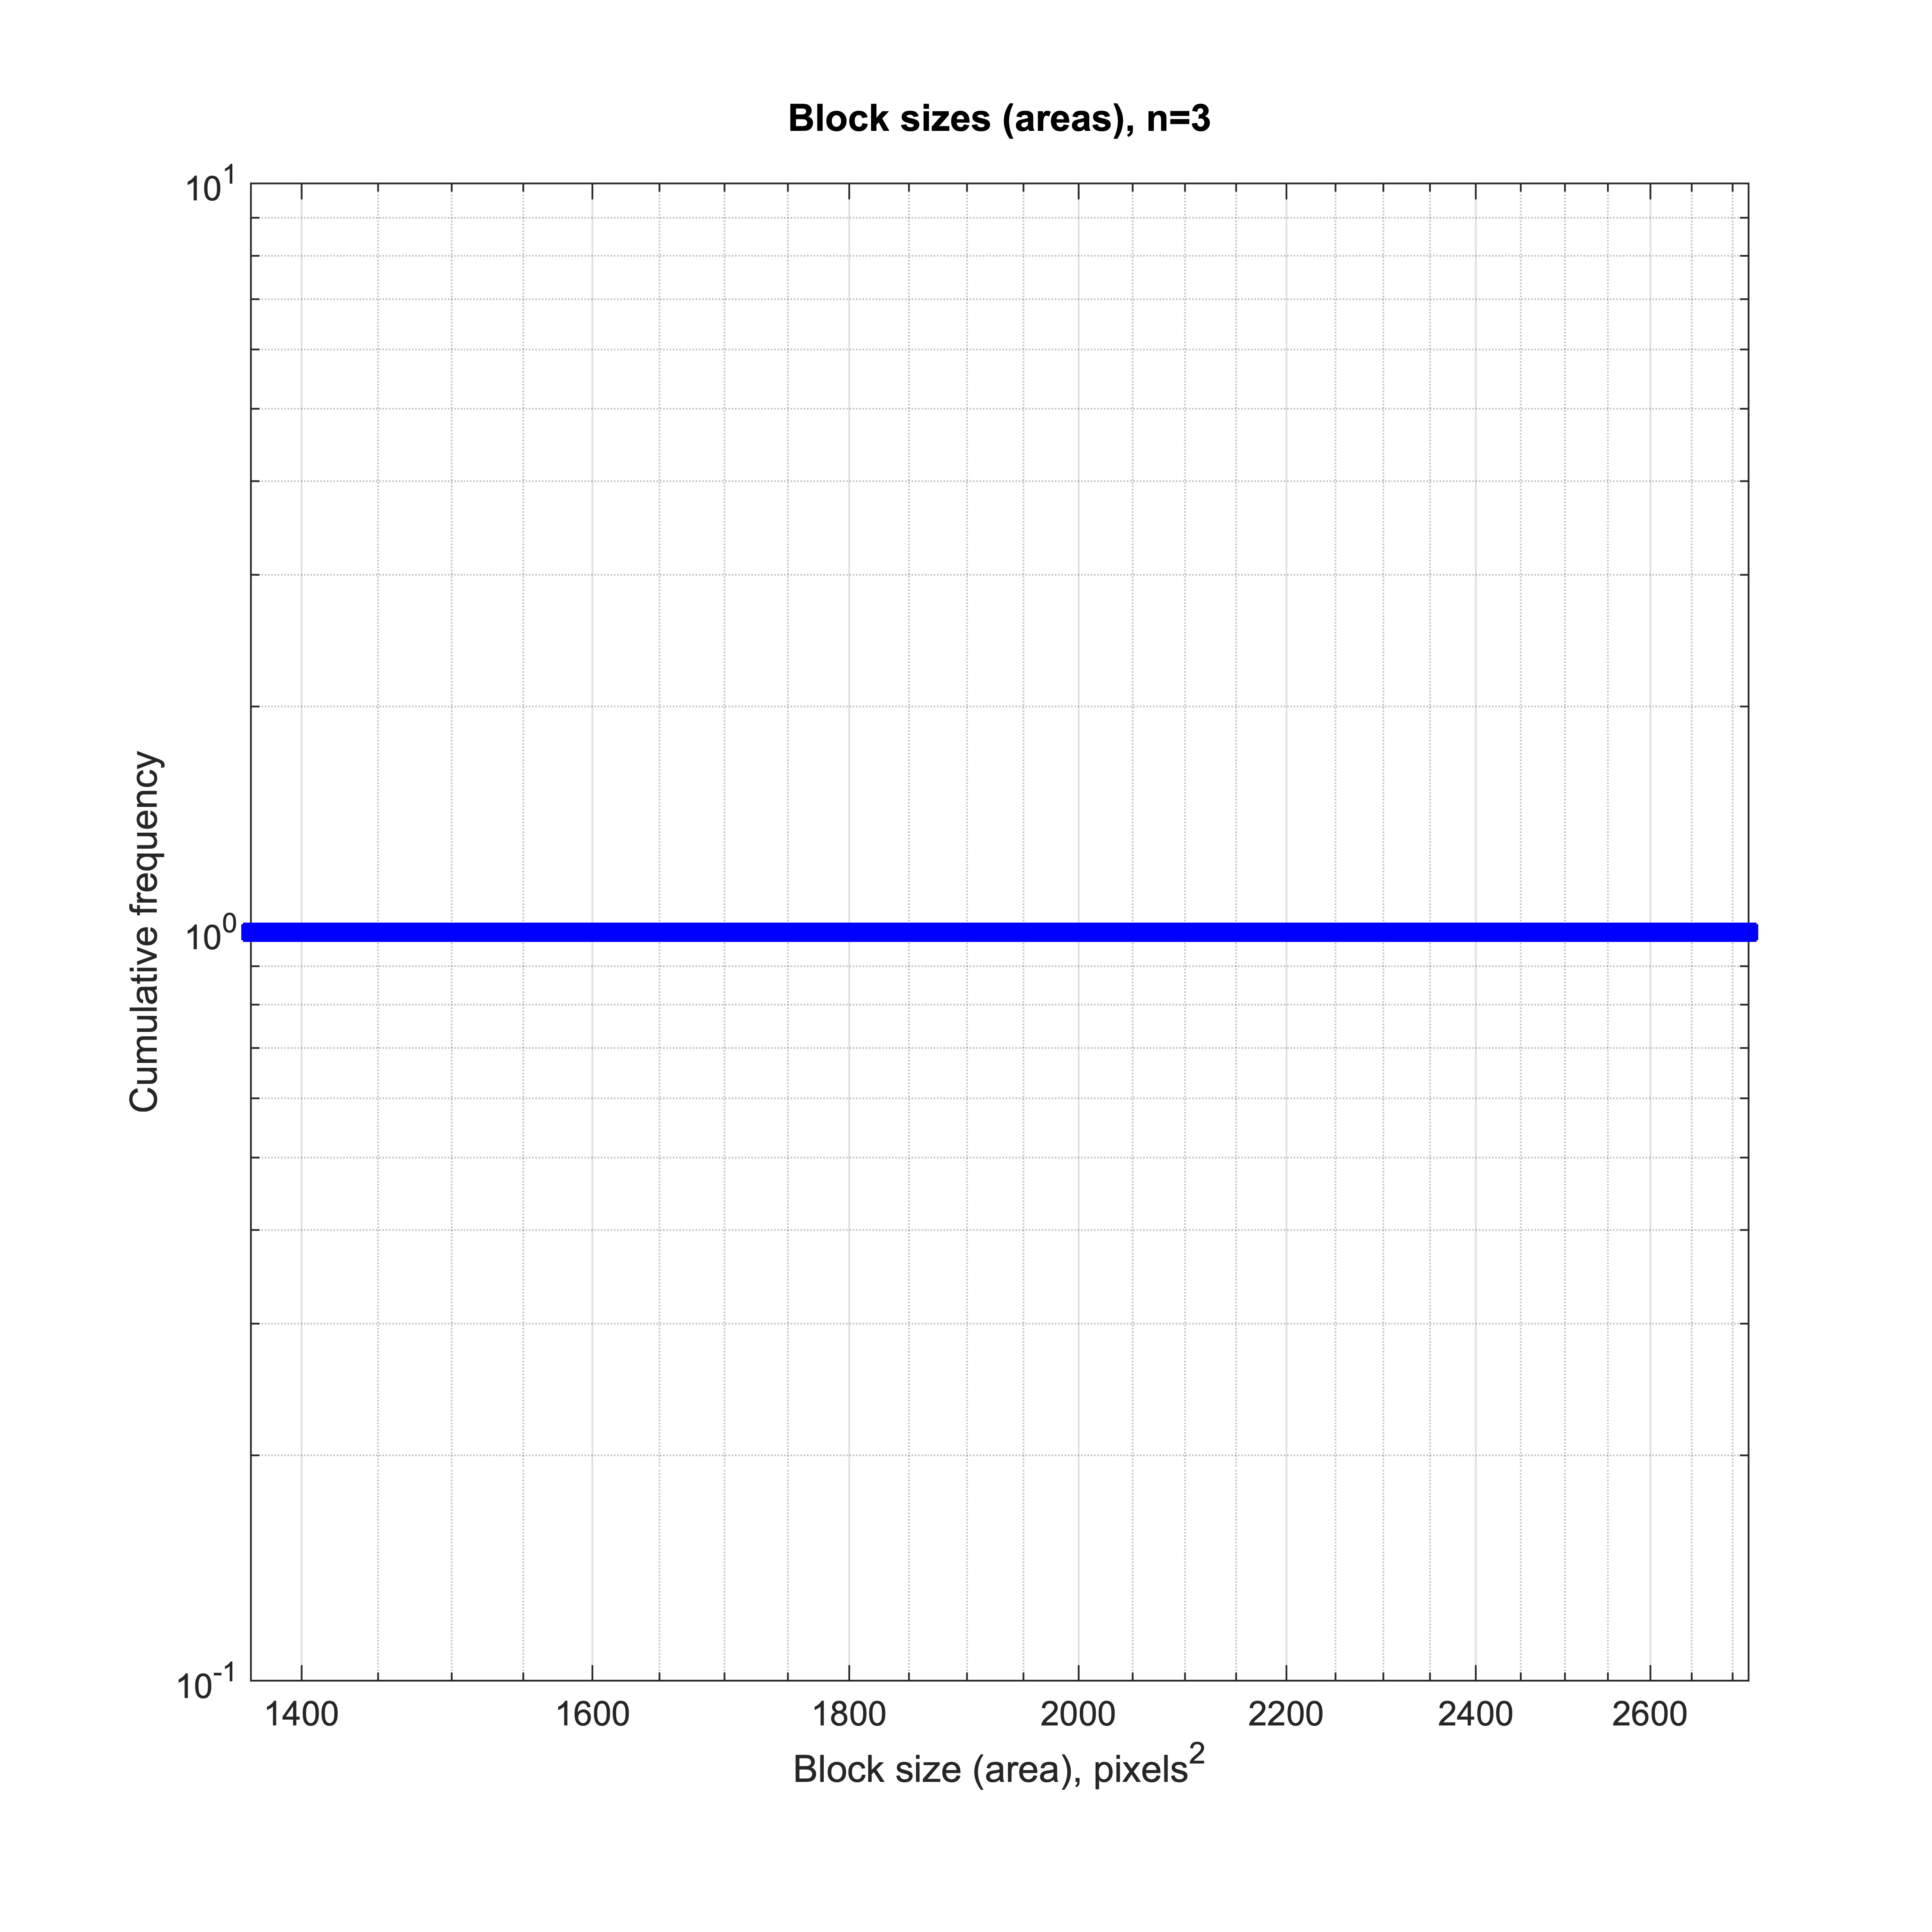 Block sizes (areas), n=3
10^1
10^0
10^-1
Cumulative frequency
1400 1600 1800 2000 2200 2400 2600
Block size (area), pixels^2